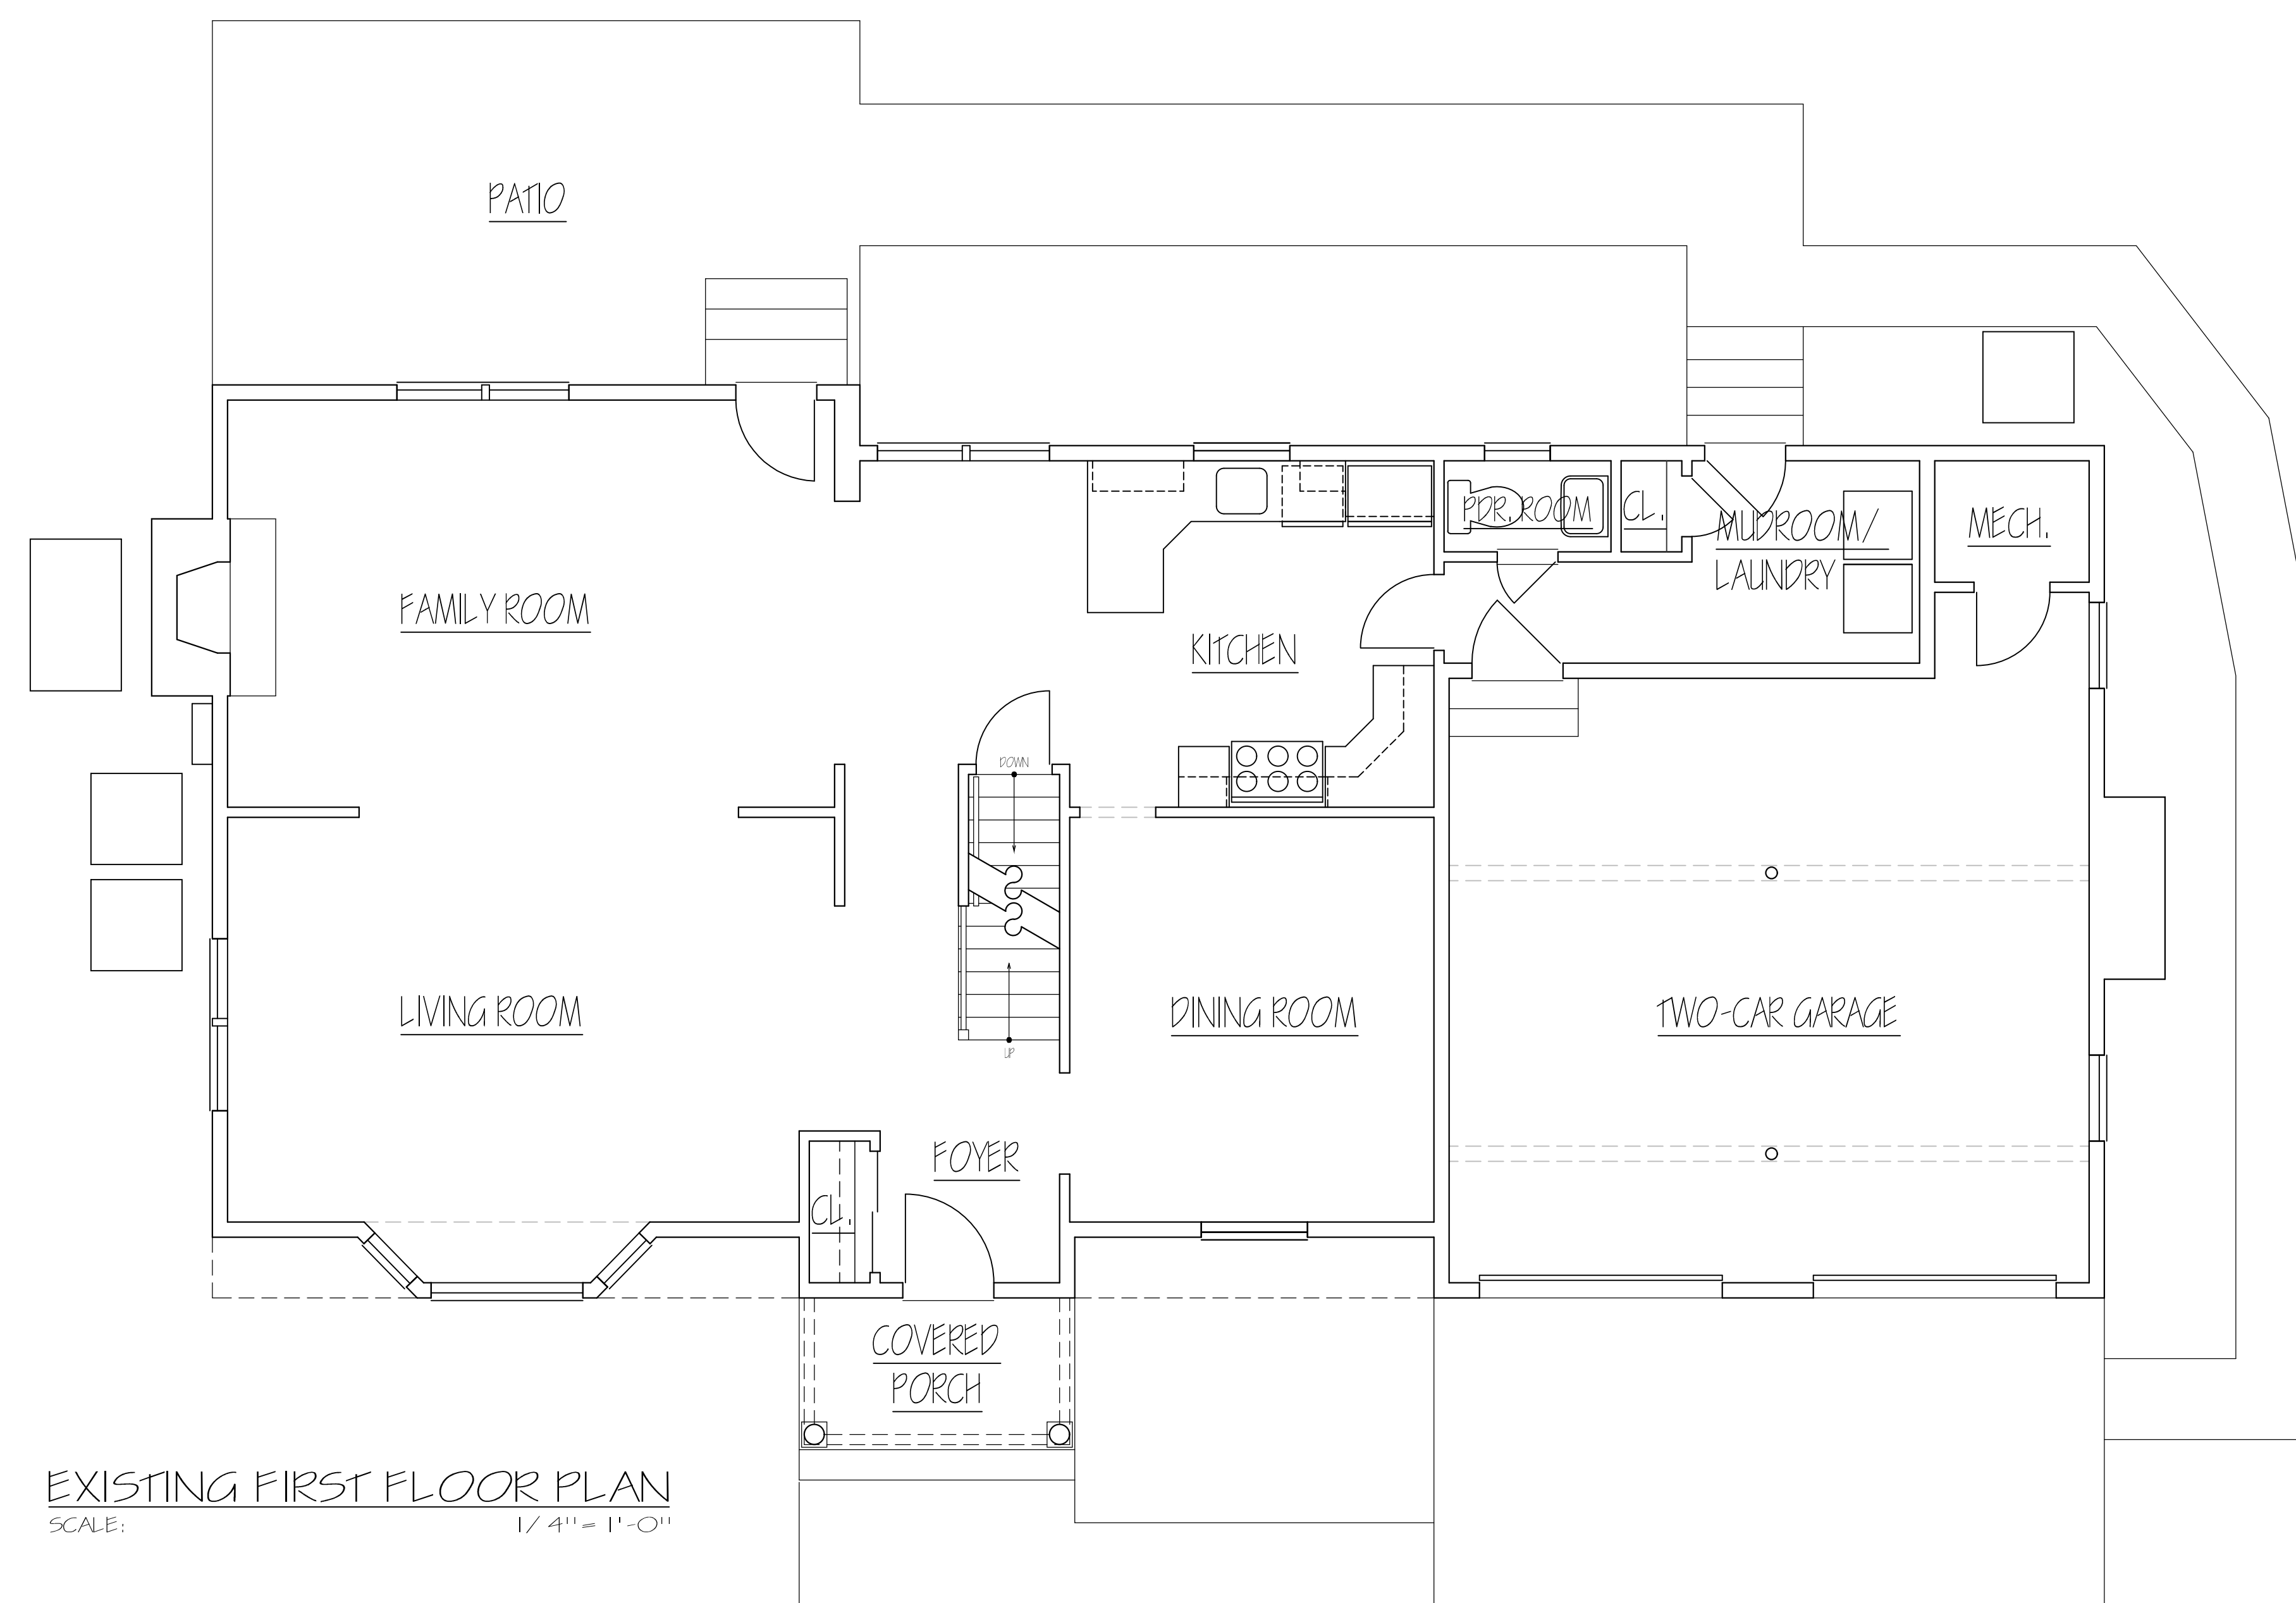 PATIO
PDR. ROOM
CL.
MUDROOM/
LAUNDRY
MECH.
FAMILY ROOM
KITCHEN
DOWN
LIVING ROOM
DINING ROOM
TWO-CAR GARAGE
UP
FOYER
CL.
COVERED
PORCH
EXISTING FIRST FLOOR PLAN
SCALE: 1/4"= 1'-0"